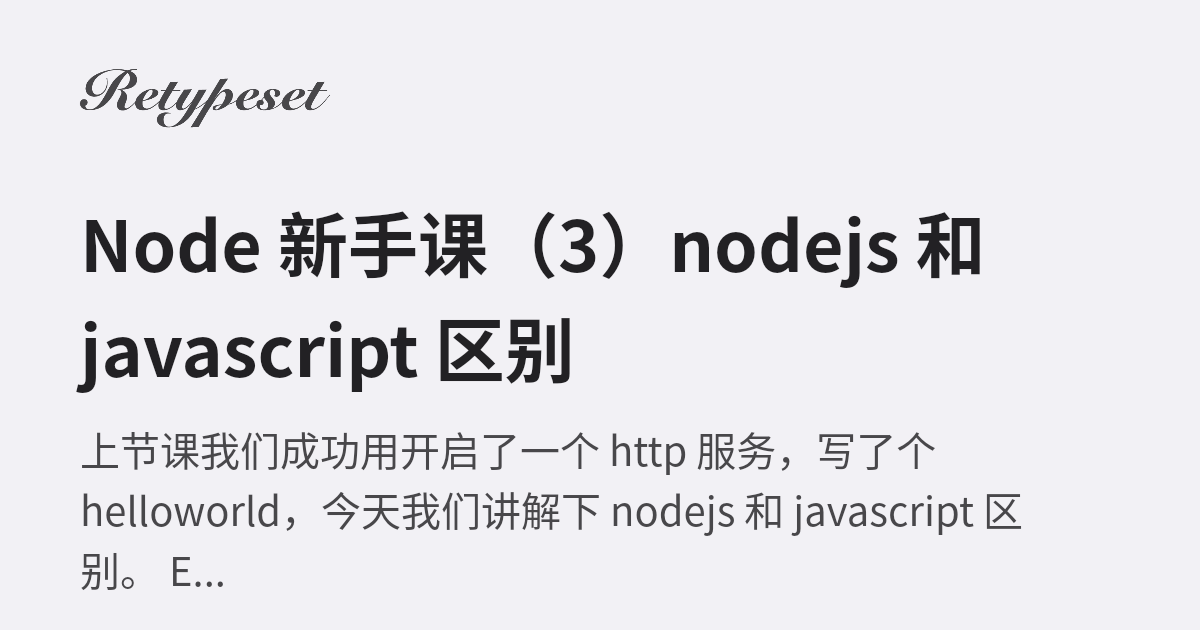 Retypeset
Node 新手课（3）nodejs 和
javascript 区别
上节课我们成功用开启了一个 http 服务，写了个
helloworld，今天我们讲解下 nodejs 和 javascript 区
别。 E...